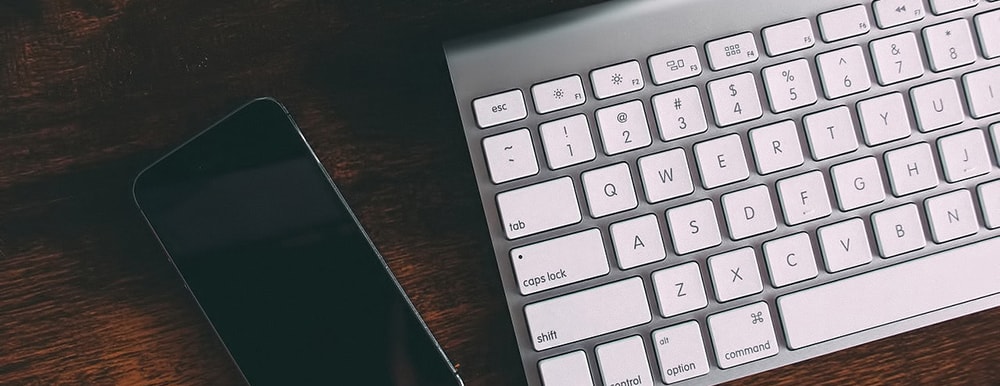 esc F1 F2 F3 F4 F5 F6 F7
~ ` ! 1 @ 2 # 3 $ 4 % 5 ^ 6 & 7 * 8
tab Q W E R T Y U
caps lock A S D F G H J
shift Z X C V B N
control alt option ⌘ command